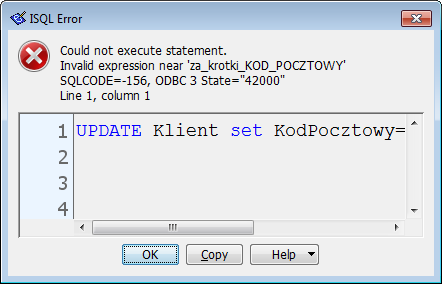 ISQL Error
Could not execute statement.
Invalid expression near 'za_krotki_KOD_POCZTOWY'
SQLCODE=-156, ODBC 3 State="42000"
Line 1, column 1
1 UPDATE Klient set KodPocztowy=
2
3
4
OK Copy Help